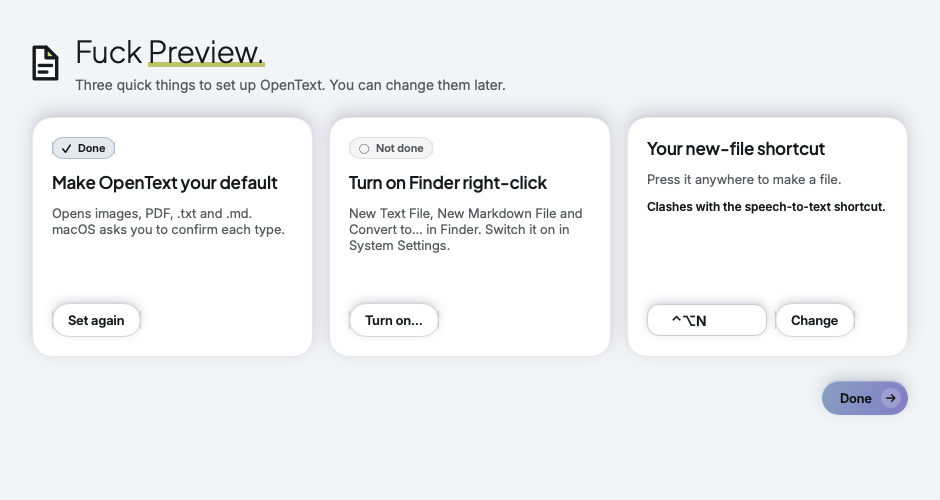 Fuck Preview.
Three quick things to set up OpenText. You can change them later.
Done
Make OpenText your default
Opens images, PDF, .txt and .md.
macOS asks you to confirm each type.
Set again
Not done
Turn on Finder right-click
New Text File, New Markdown File and
Convert to... in Finder. Switch it on in
System Settings.
Turn on...
Your new-file shortcut
Press it anywhere to make a file.
Clashes with the speech-to-text shortcut.
⌃⌥N
Change
Done